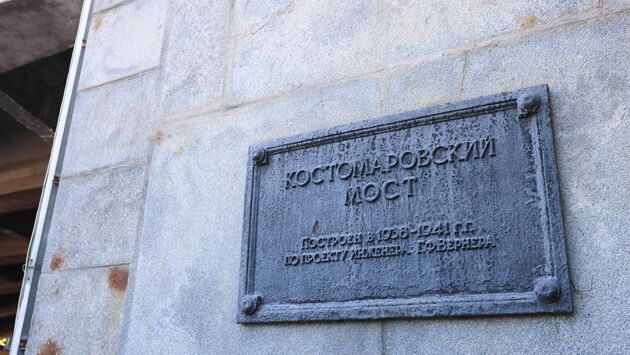 КОСТОМАРОВСКИЙ
МОСТ
ПОСТРОЕН В 1938-1941 Г.Г.
ПО ПРОЕКТУ ИНЖЕНЕРА Г.Ф.ВЕРНЕРА